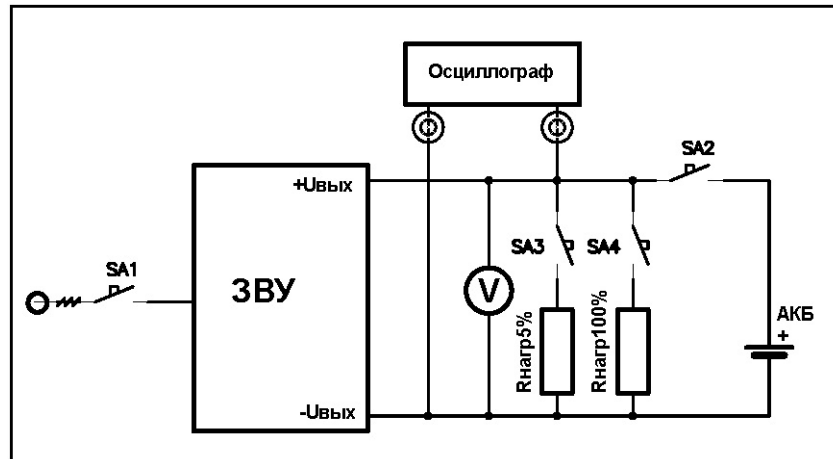 Осциллограф
SA2
+Uвых
SA3
SA4
SA1
ЗВУ
V
АКБ
+
Rнагр5%
Rнагр100%
-Uвых